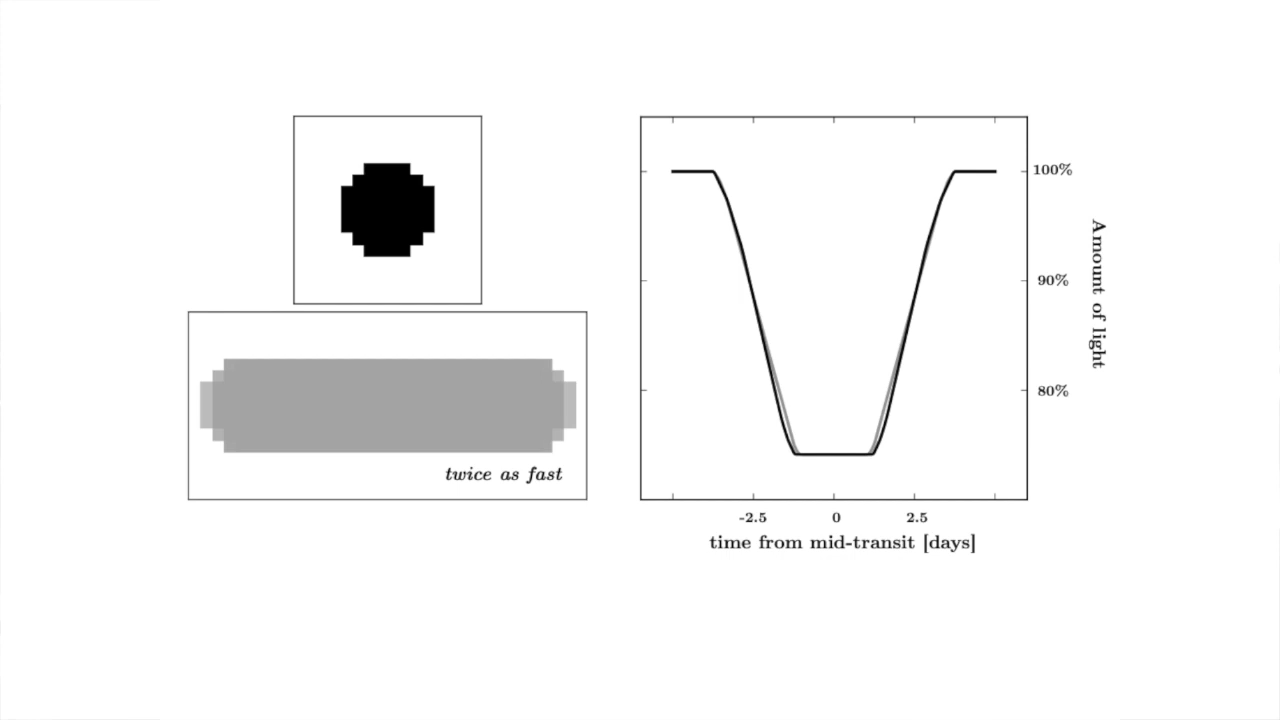 twice as fast
100%
90%
80%
Amount of light
-2.5 0 2.5
time from mid-transit [days]